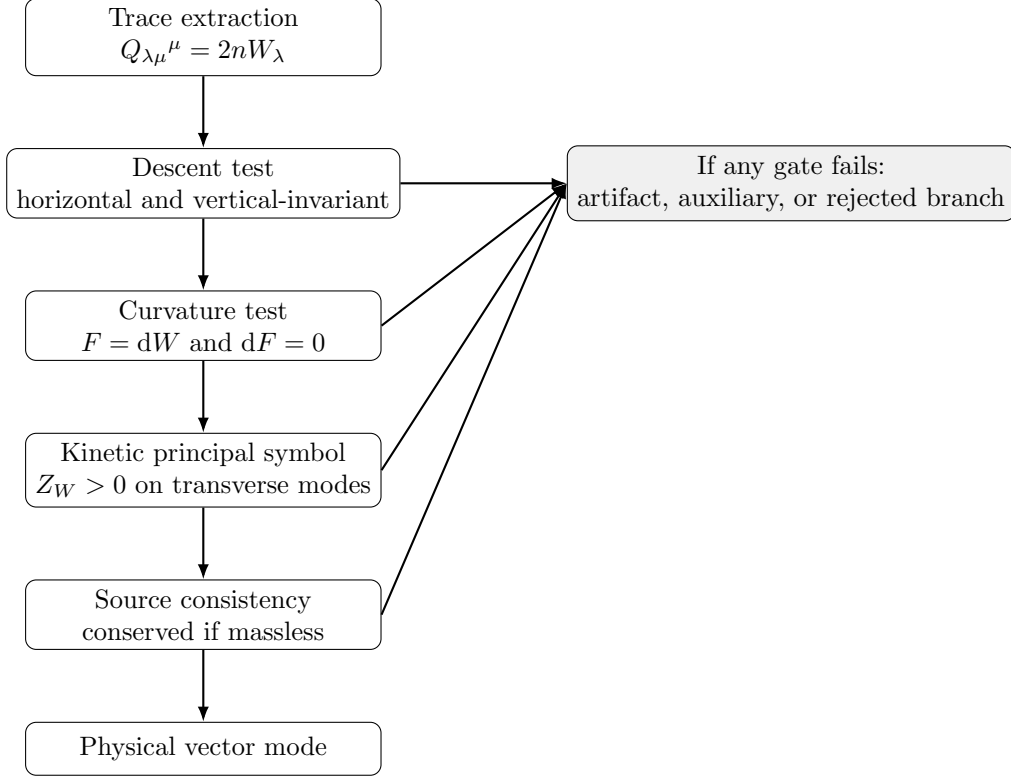 Trace extraction
Q_{λμ}^{μ} = 2nW_λ
Descent test
horizontal and vertical-invariant
If any gate fails:
artifact, auxiliary, or rejected branch
Curvature test
F = dW and dF = 0
Kinetic principal symbol
Z_W > 0 on transverse modes
Source consistency
conserved if massless
Physical vector mode